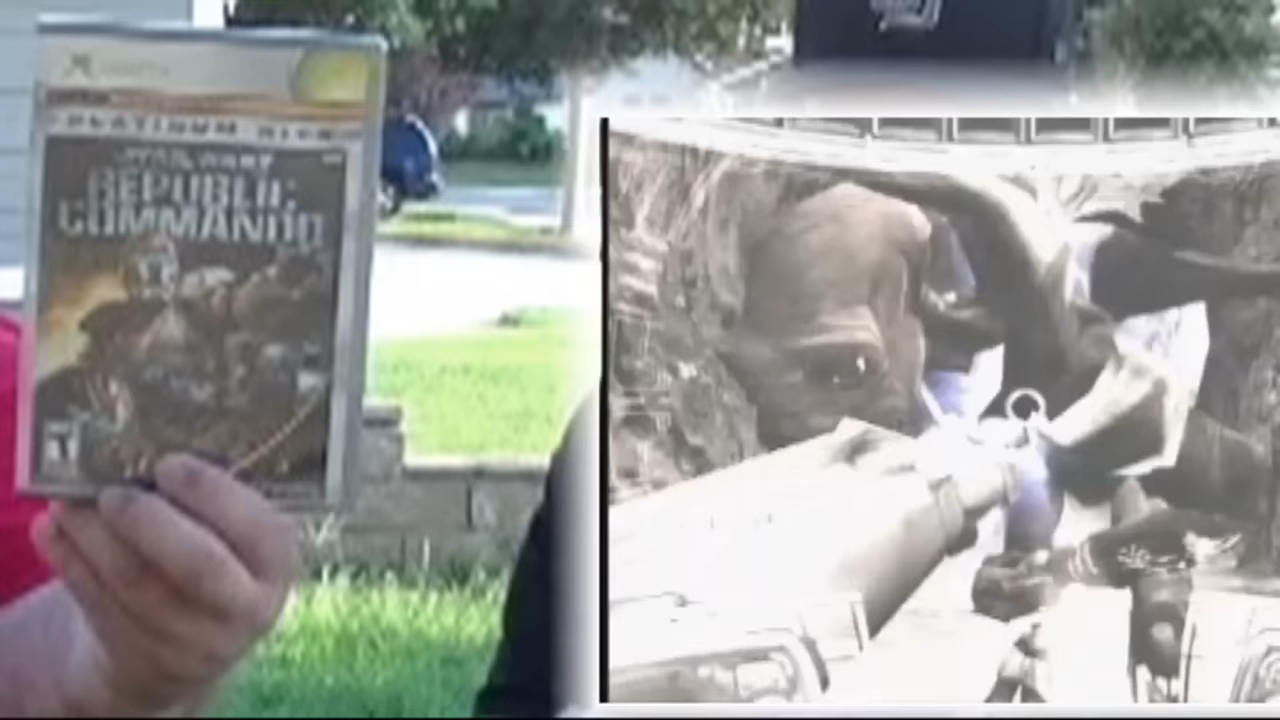 PLATINUM HITS
STAR WARS
REPUBLIC
COMMANDO
T